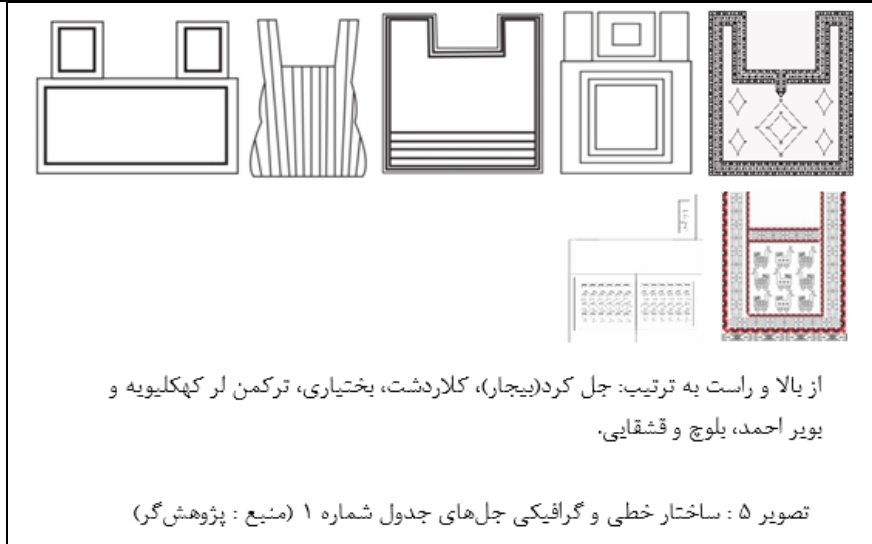 از بالا و راست به ترتیب: جل کرد(بیجار)، کلاردشت، بختیاری، ترکمن لر کهکلیویه و
بویر احمد، بلوچ و قشقایی.
تصویر ۵ : ساختار خطی و گرافیکی جل‌های جدول شماره ۱ (منبع : پژوهش‌گر)